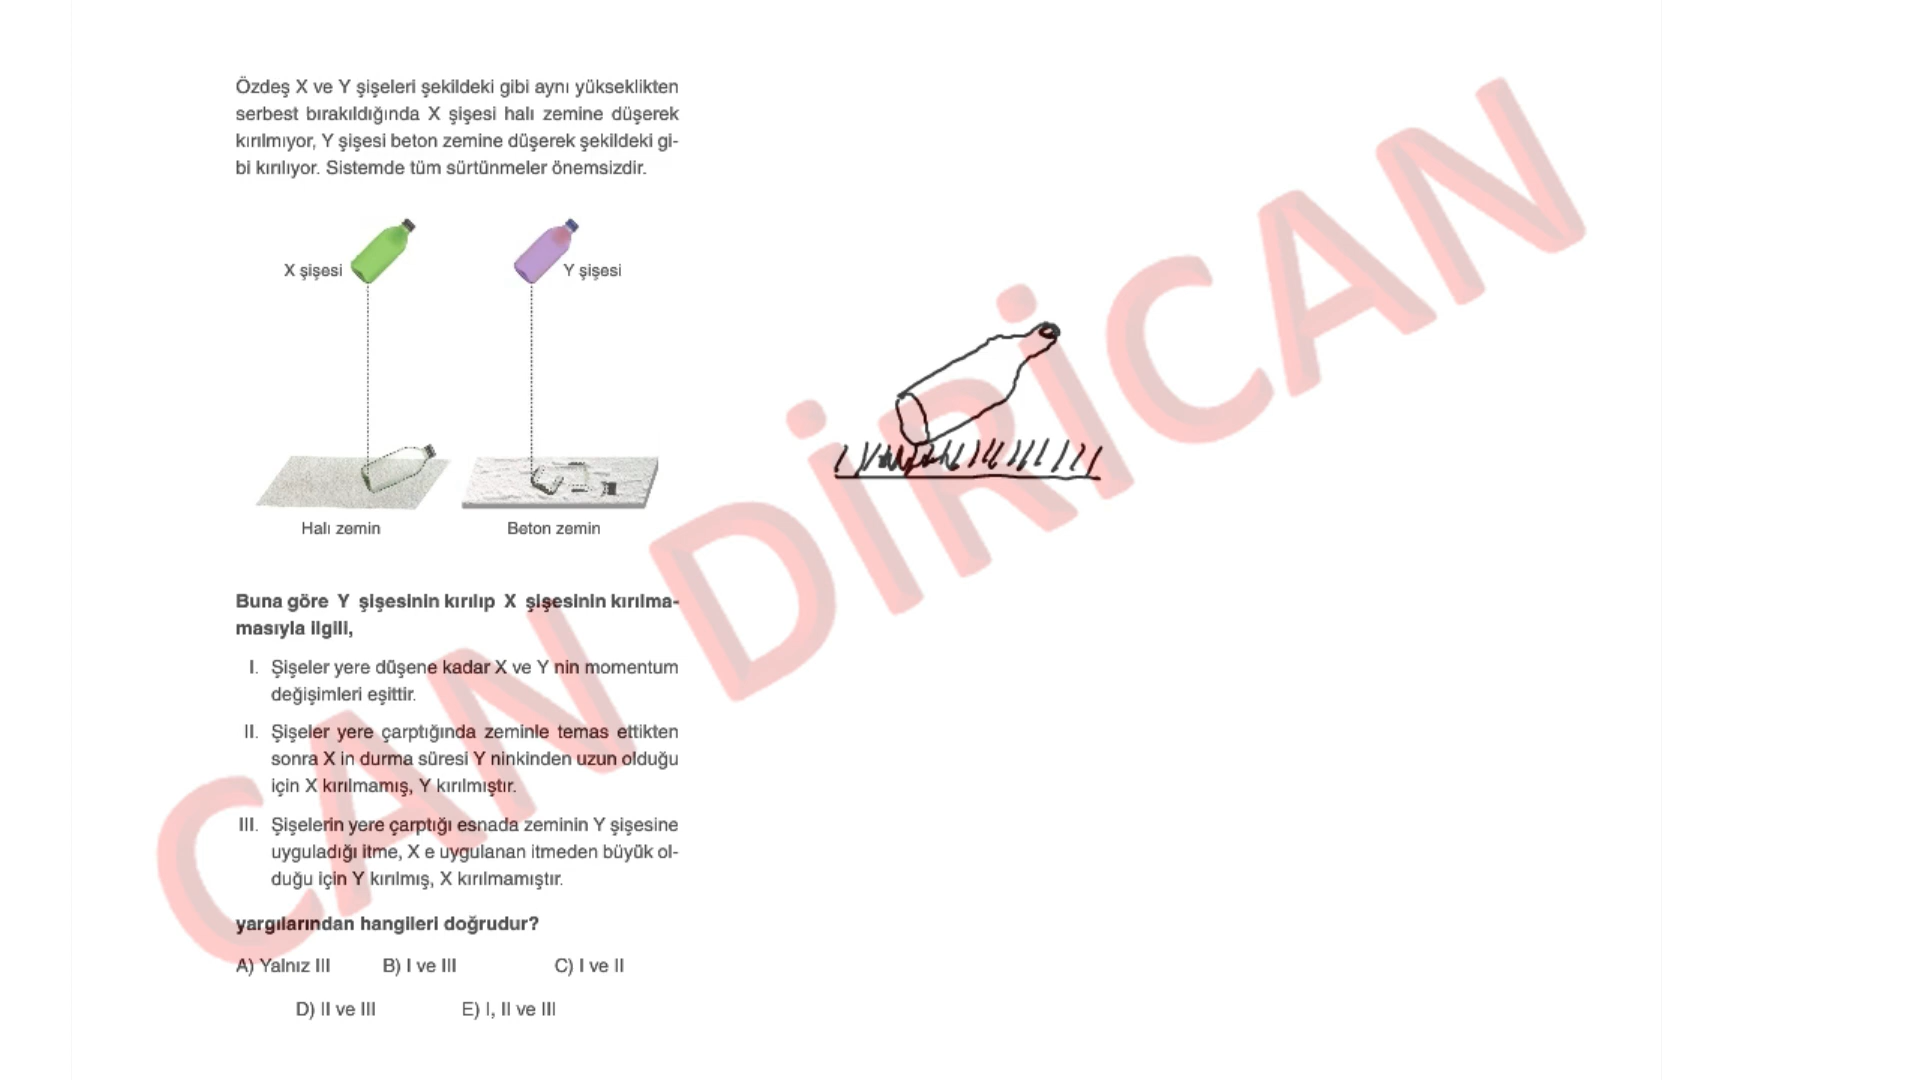 Özdeş X ve Y şişeleri şekildeki gibi aynı yükseklikten
serbest bırakıldığında X şişesi halı zemine düşerek
kırılmıyor, Y şişesi beton zemine düşerek şekildeki gi-
bi kırılıyor. Sistemde tüm sürtünmeler önemsizdir.
X şişesi
Y şişesi
Halı zemin
Beton zemin
Buna göre Y şişesinin kırılıp X şişesinin kırılma-
masıyla ilgili,
I. Şişeler yere düşene kadar X ve Y nin momentum
değişimleri eşittir.
II. Şişeler yere çarptığında zeminle temas ettikten
sonra X in durma süresi Y ninkinden uzun olduğu
için X kırılmamış, Y kırılmıştır.
III. Şişelerin yere çarptığı esnada zeminin Y şişesine
uyguladığı itme, X e uygulanan itmeden büyük ol-
duğu için Y kırılmış, X kırılmamıştır.
yargılarından hangileri doğrudur?
A) Yalnız III B) I ve III C) I ve II
D) II ve III E) I, II ve III
CAN DİRİCAN